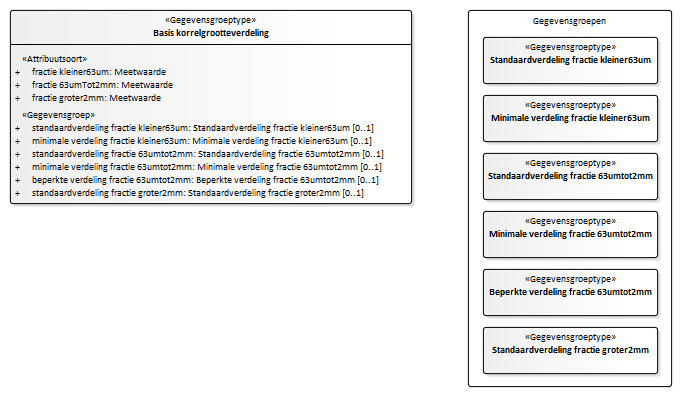 «Gegevensgroeptype»
Basis korrelgrootteverdeling
«Attribuutsoort»
+ fractie kleiner63um: Meetwaarde
+ fractie 63umTot2mm: Meetwaarde
+ fractie groter2mm: Meetwaarde
«Gegevensgroep»
+ standaardverdeling fractie kleiner63um: Standaardverdeling fractie kleiner63um [0..1]
+ minimale verdeling fractie kleiner63um: Minimale verdeling fractie kleiner63um [0..1]
+ standaardverdeling fractie 63umtot2mm: Standaardverdeling fractie 63umtot2mm [0..1]
+ minimale verdeling fractie 63umtot2mm: Minimale verdeling fractie 63umtot2mm [0..1]
+ beperkte verdeling fractie 63umtot2mm: Beperkte verdeling fractie 63umtot2mm [0..1]
+ standaardverdeling fractie groter2mm: Standaardverdeling fractie groter2mm [0..1]
Gegevensgroepen
«Gegevensgroeptype»
Standaardverdeling fractie kleiner63um
«Gegevensgroeptype»
Minimale verdeling fractie kleiner63um
«Gegevensgroeptype»
Standaardverdeling fractie 63umtot2mm
«Gegevensgroeptype»
Minimale verdeling fractie 63umtot2mm
«Gegevensgroeptype»
Beperkte verdeling fractie 63umtot2mm
«Gegevensgroeptype»
Standaardverdeling fractie groter2mm